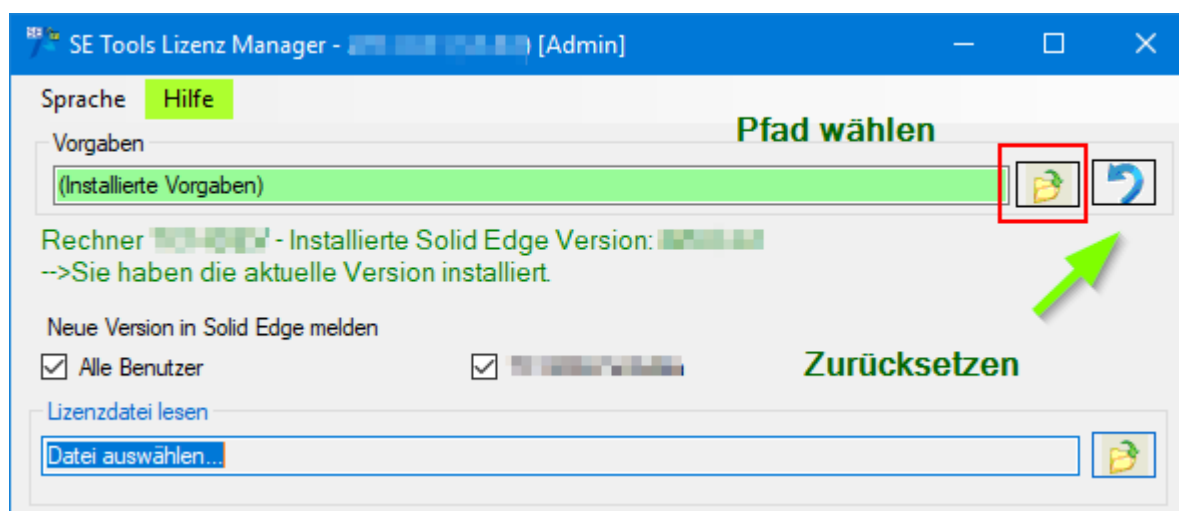 SE Tools Lizenz Manager - [Admin]
Sprache Hilfe
Pfad wählen
Vorgaben
(Installierte Vorgaben)
Rechner - Installierte Solid Edge Version:
-->Sie haben die aktuelle Version installiert.
Neue Version in Solid Edge melden
Alle Benutzer
Zurücksetzen
Lizenzdatei lesen
Datei auswählen...